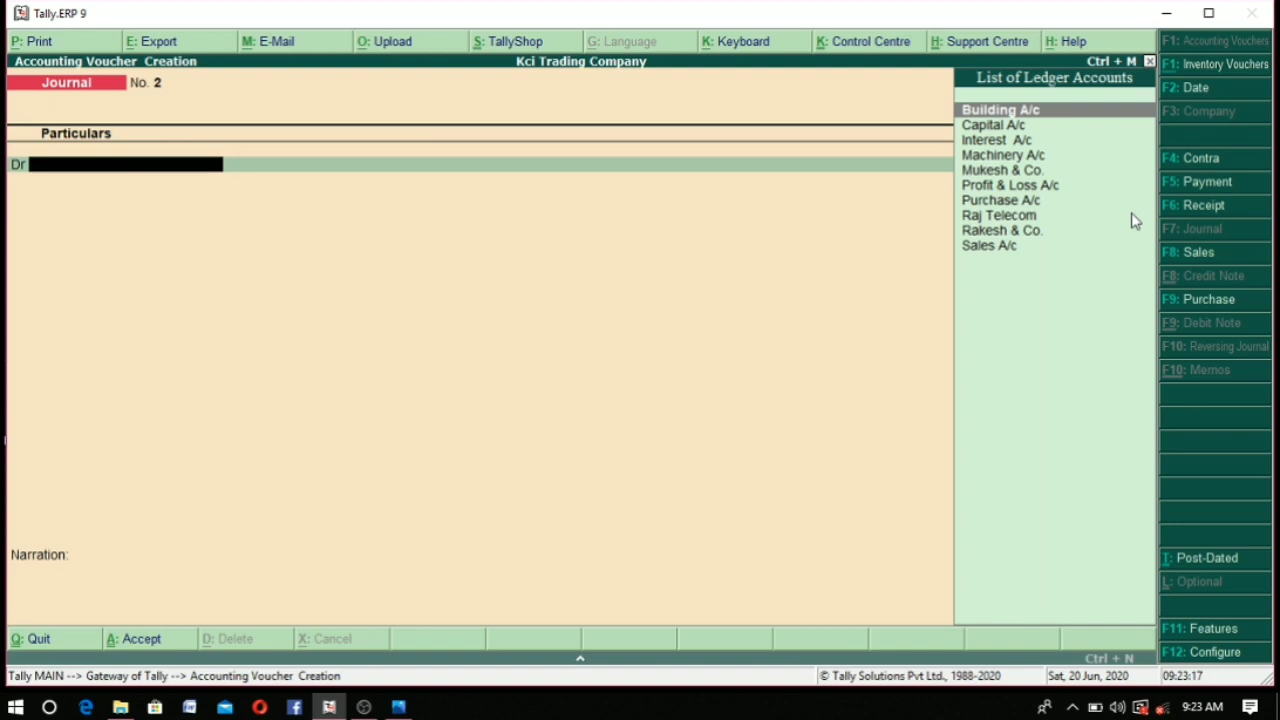 Tally.ERP 9
P: Print E: Export M: E-Mail O: Upload S: TallyShop G: Language K: Keyboard K: Control Centre H: Support Centre H: Help
Accounting Voucher Creation Kci Trading Company Ctrl + M
Journal No. 2
Particulars
Dr
List of Ledger Accounts
Building A/c
Capital A/c
Interest A/c
Machinery A/c
Mukesh & Co.
Profit & Loss A/c
Purchase A/c
Raj Telecom
Rakesh & Co.
Sales A/c
F1: Accounting Vouchers
F1: Inventory Vouchers
F2: Date
F3: Company
F4: Contra
F5: Payment
F6: Receipt
F7: Journal
F8: Sales
F8: Credit Note
F9: Purchase
F9: Debit Note
F10: Reversing Journal
F10: Memos
T: Post-Dated
L: Optional
F11: Features
F12: Configure
Narration:
Q: Quit A: Accept D: Delete X: Cancel
Ctrl + N
Tally MAIN --> Gateway of Tally --> Accounting Voucher Creation © Tally Solutions Pvt Ltd., 1988-2020 Sat, 20 Jun, 2020 09:23:17
9:23 AM